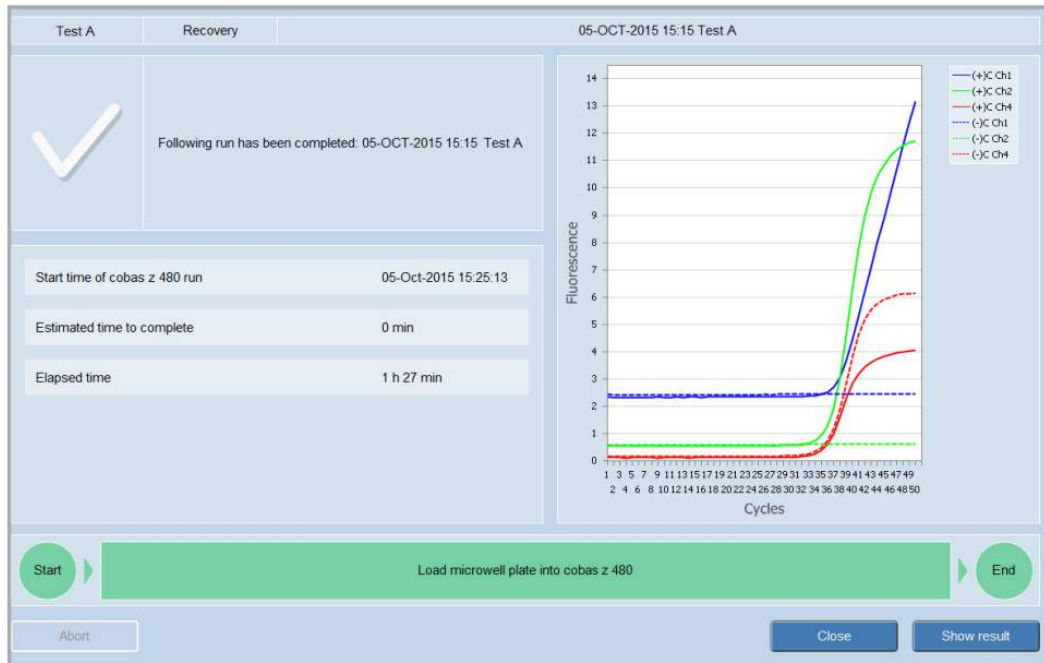 Test A
Recovery
05-OCT-2015 15:15 Test A
Following run has been completed: 05-OCT-2015 15:15 Test A
Start time of cobas z 480 run 05-Oct-2015 15:25:13
Estimated time to complete 0 min
Elapsed time 1 h 27 min
Fluorescence
14
13
12
11
10
9
8
7
6
5
4
3
2
1
0
1 3 5 7 9 11 13 15 17 19 21 23 25 27 29 31 33 35 37 39 41 43 45 47 49
2 4 6 8 10 12 14 16 18 20 22 24 26 28 30 32 34 36 38 40 42 44 46 48 50
Cycles
(+)C Ch1
(+)C Ch2
(+)C Ch4
(-)C Ch1
(-)C Ch2
(-)C Ch4
Start
Load microwell plate into cobas z 480
End
Abort
Close
Show result